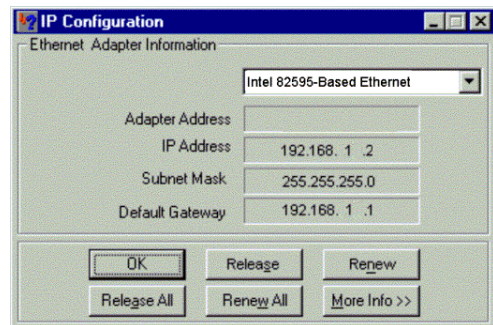 IP Configuration
Ethernet Adapter Information
Intel 82595-Based Ethernet
Adapter Address
IP Address 192.168. 1 .2
Subnet Mask 255.255.255.0
Default Gateway 192.168. 1 .1
OK Release Renew
Release All Renew All More Info >>